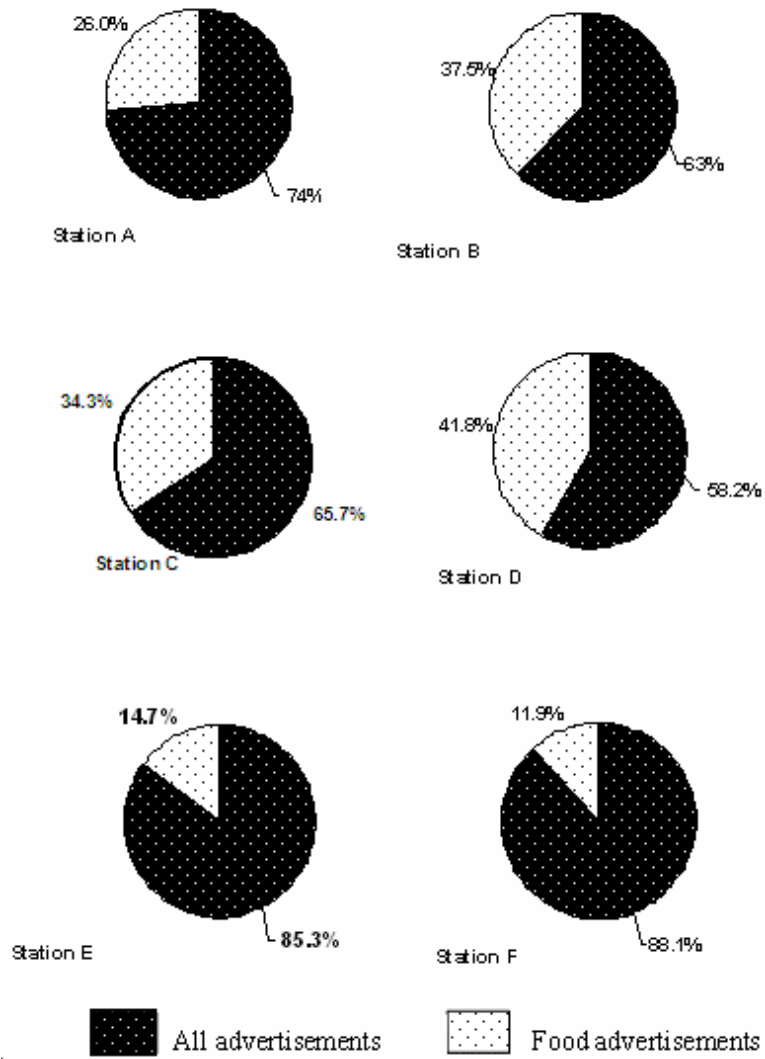 26.0%
74%
Station A
37.5%
63%
Station B
34.3%
65.7%
Station C
41.8%
58.2%
Station D
14.7%
85.3%
Station E
11.9%
88.1%
Station F
All advertisements
Food advertisements